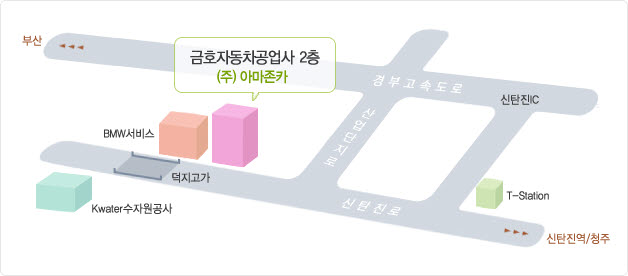 부산
금호자동차공업사 2층
(주) 아마존카
경부고속도로
신탄진IC
산업단지로
BMW서비스
덕지고가
신탄진로
T-Station
Kwater수자원공사
신탄진역/청주